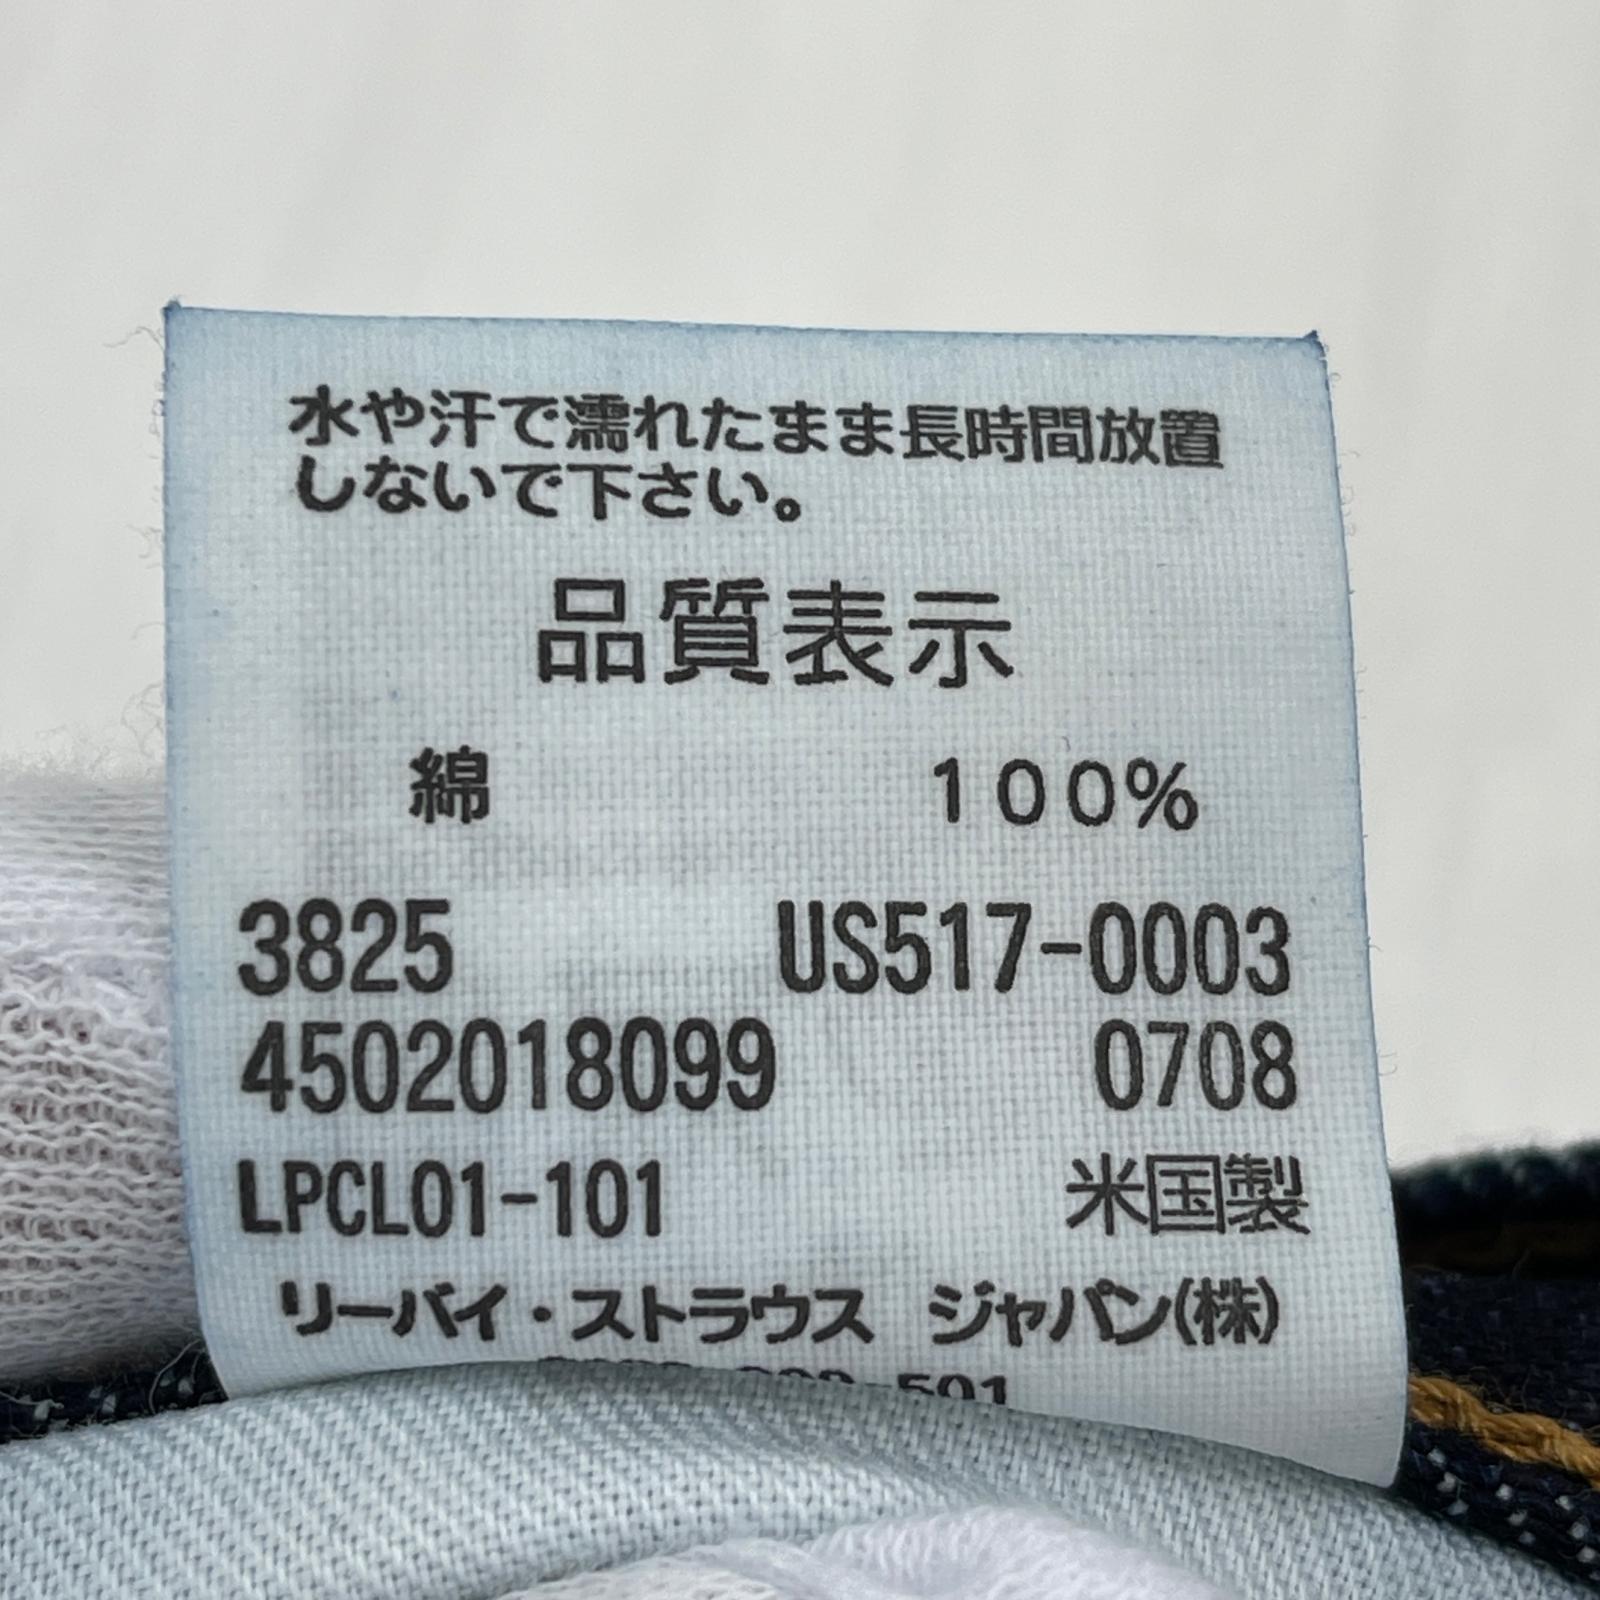 水や汗で濡れたまま長時間放置
しないで下さい。
品質表示
綿 100%
3825 US517-0003
4502018099 0708
LPCL01-101 米国製
リーバイ・ストラウス ジャパン(株)